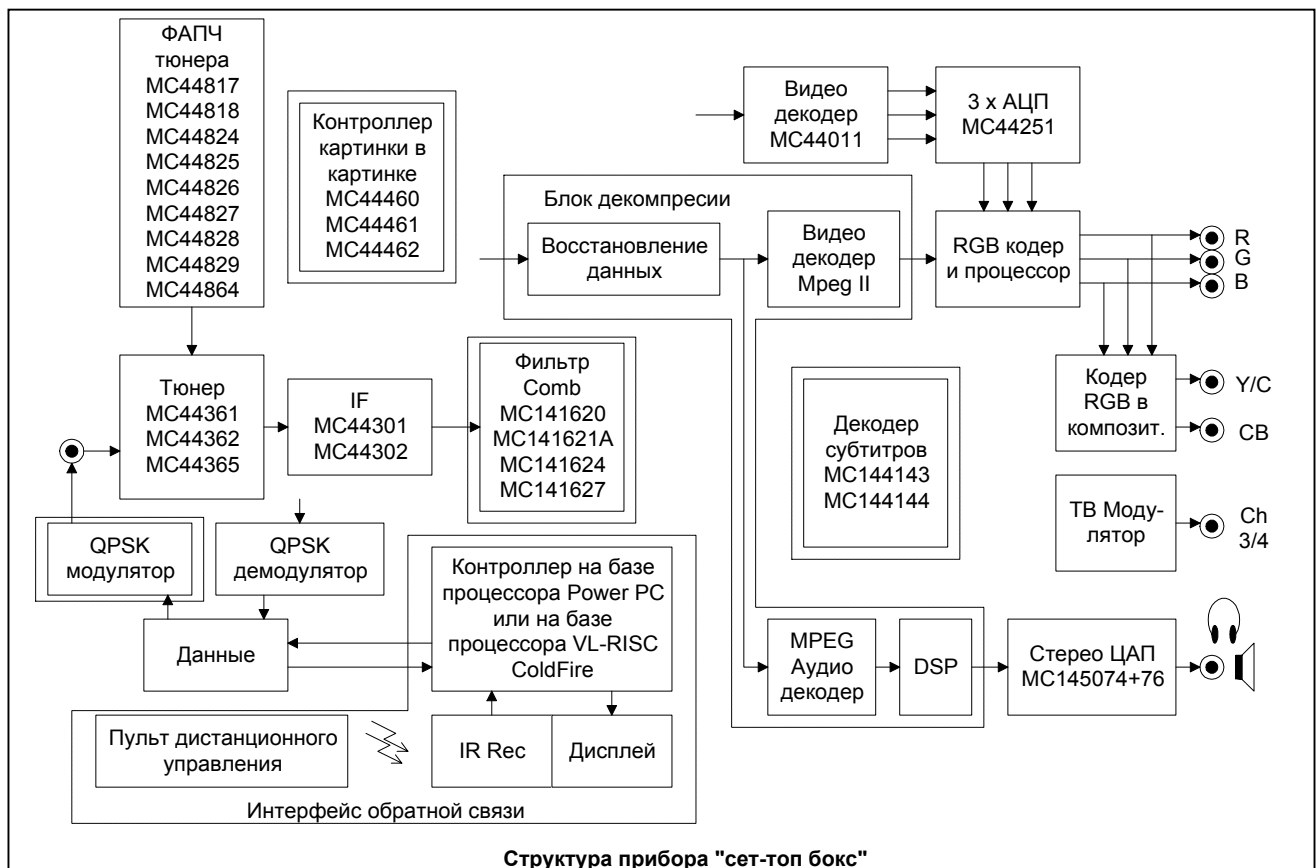 ФАПЧ
тюнера
MC44817
MC44818
MC44824
MC44825
MC44826
MC44827
MC44828
MC44829
MC44864
Контроллер
картинки в
картинке
MC44460
MC44461
MC44462
Видео
декодер
MC44011
3 x АЦП
MC44251
Блок декомпресии
Восстановление
данных
Видео
декодер
Mpeg II
RGB кодер
и процессор
R
G
B
Тюнер
MC44361
MC44362
MC44365
IF
MC44301
MC44302
Фильтр
Comb
MC141620
MC141621A
MC141624
MC141627
Декодер
субтитров
MC144143
MC144144
Кодер
RGB в
композит.
Y/C
CB
ТВ Моду-
лятор
Ch
3/4
QPSK
модулятор
QPSK
демодулятор
Данные
Контроллер на базе
процессора Power PC
или на базе
процессора VL-RISC
ColdFire
MPEG
Аудио
декодер
DSP
Стерео ЦАП
MC145074+76
Пульт дистанционного
управления
IR Rec
Дисплей
Интерфейс обратной связи
Структура прибора "сет-топ бокс"